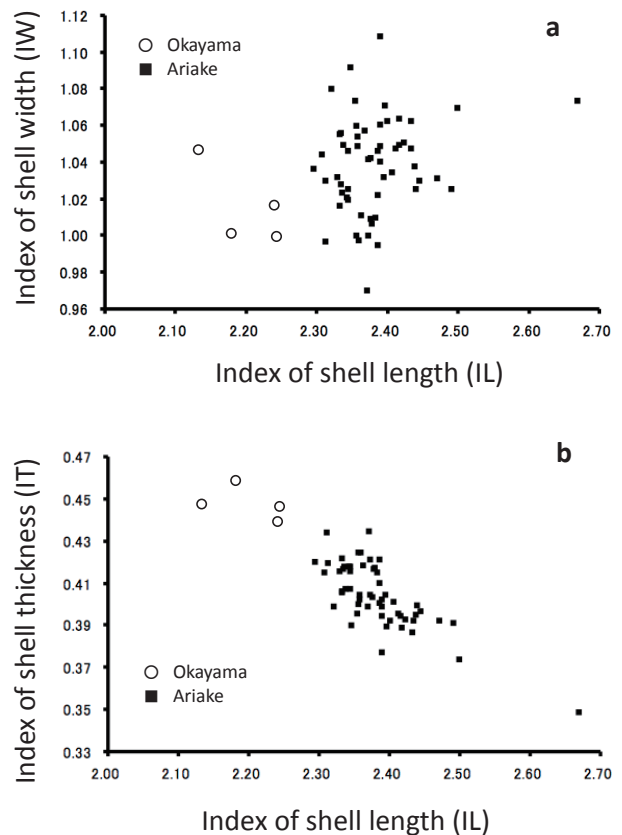 a
Index of shell width (IW)
1.12
1.10
1.08
1.06
1.04
1.02
1.00
0.98
0.96
Okayama
Ariake
2.00 2.10 2.20 2.30 2.40 2.50 2.60 2.70
Index of shell length (IL)
b
Index of shell thickness (IT)
0.47
0.45
0.43
0.41
0.39
0.37
0.35
0.33
Okayama
Ariake
2.00 2.10 2.20 2.30 2.40 2.50 2.60 2.70
Index of shell length (IL)